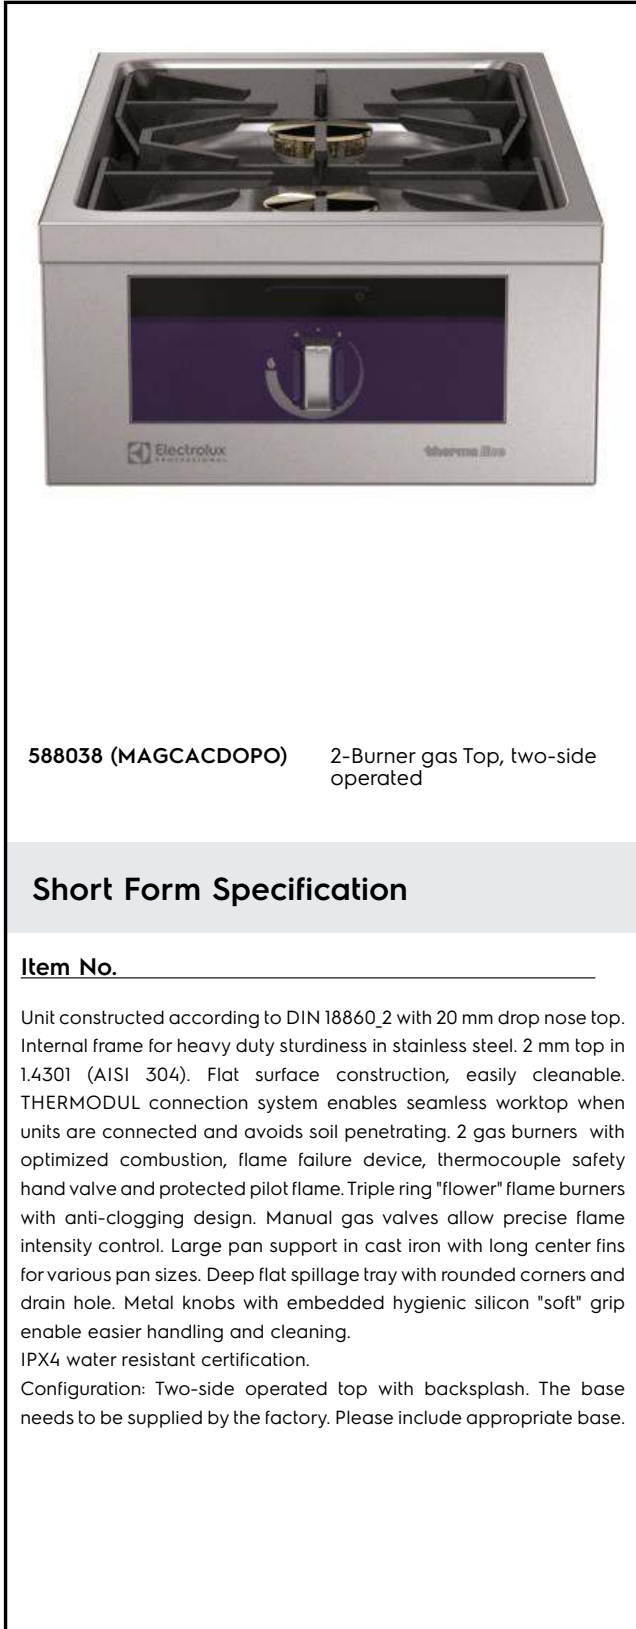 Electrolux
PROFESSIONAL
therma line
588038 (MAGCACDOPO)
2-Burner gas Top, two-side
operated
Short Form Specification
Item No.
Unit constructed according to DIN 18860_2 with 20 mm drop nose top.
Internal frame for heavy duty sturdiness in stainless steel. 2 mm top in
1.4301 (AISI 304). Flat surface construction, easily cleanable.
THERMODUL connection system enables seamless worktop when
units are connected and avoids soil penetrating. 2 gas burners with
optimized combustion, flame failure device, thermocouple safety
hand valve and protected pilot flame. Triple ring "flower" flame burners
with anti-clogging design. Manual gas valves allow precise flame
intensity control. Large pan support in cast iron with long center fins
for various pan sizes. Deep flat spillage tray with rounded corners and
drain hole. Metal knobs with embedded hygienic silicon "soft" grip
enable easier handling and cleaning.
IPX4 water resistant certification.
Configuration: Two-side operated top with backsplash. The base
needs to be supplied by the factory. Please include appropriate base.